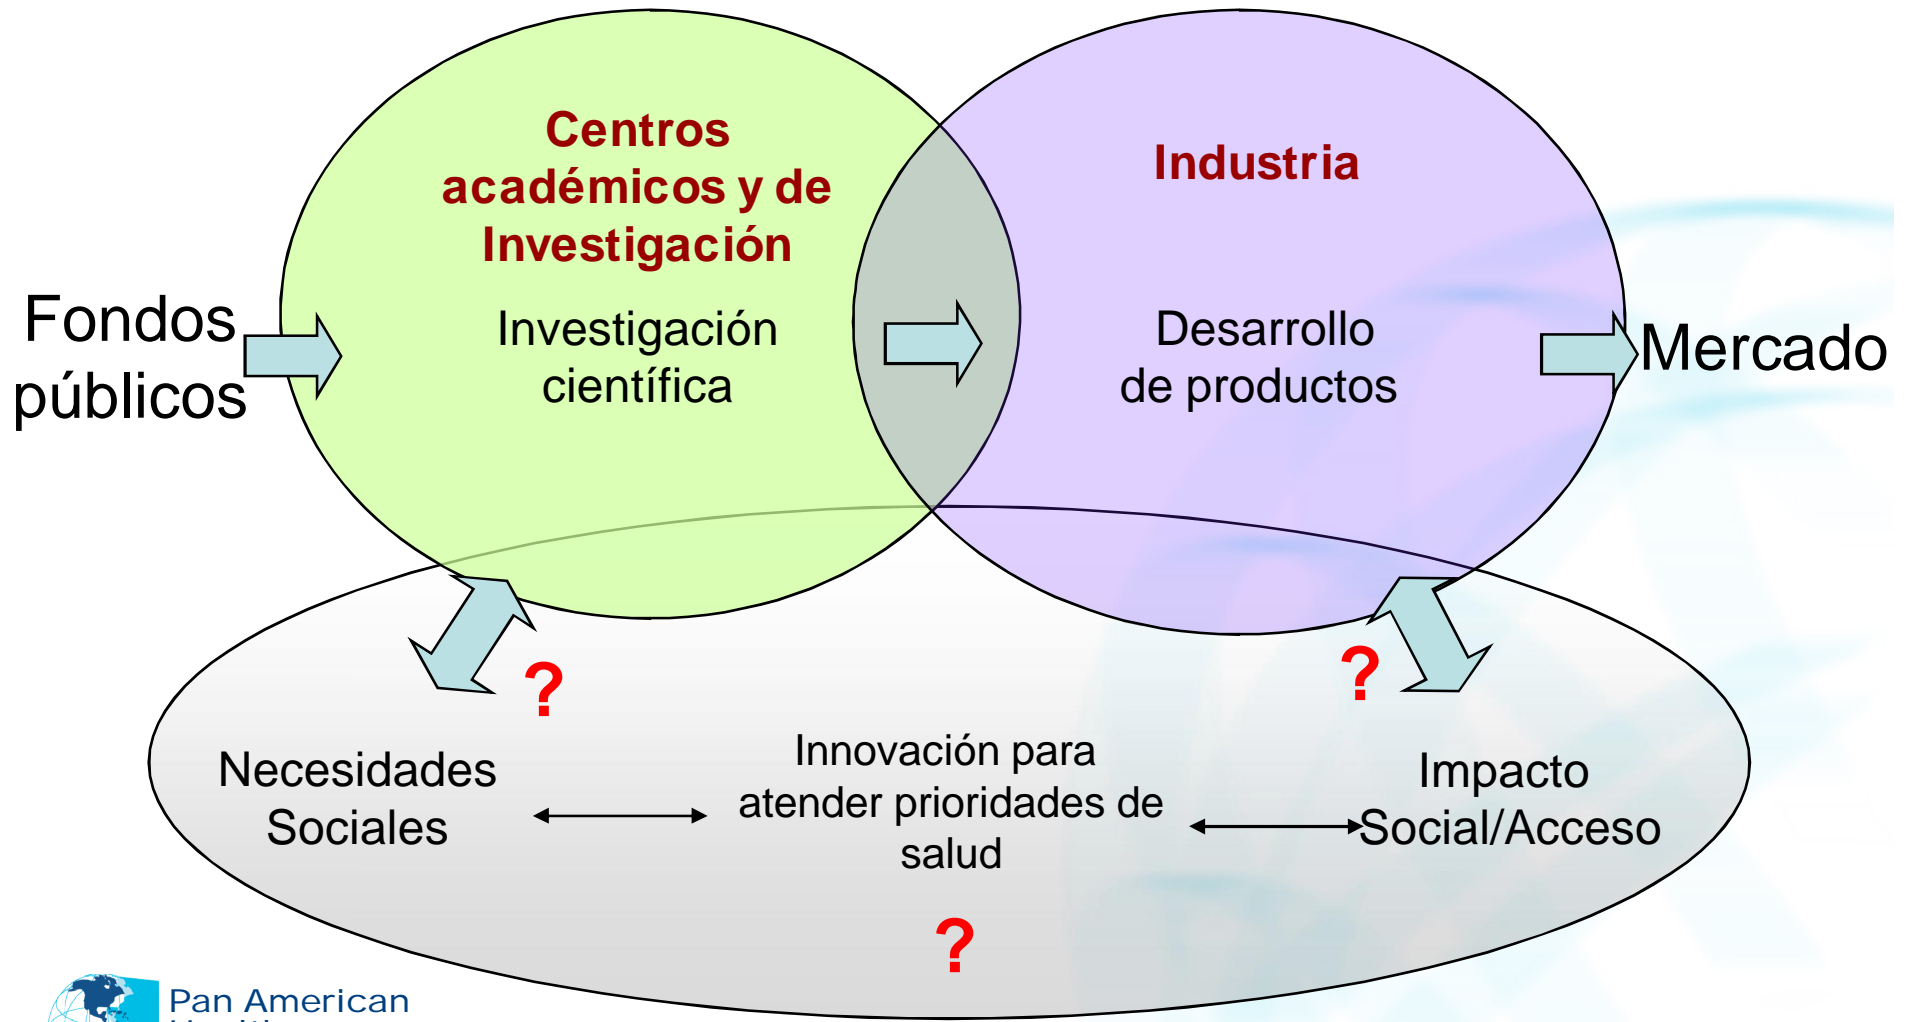 Centros
académicos y de
Investigación
Industria
Fondos
públicos
Investigación
científica
Desarrollo
de productos
Mercado
?
?
Necesidades
Sociales
Innovación para
atender prioridades de
salud
Impacto
Social/Acceso
?
Pan American